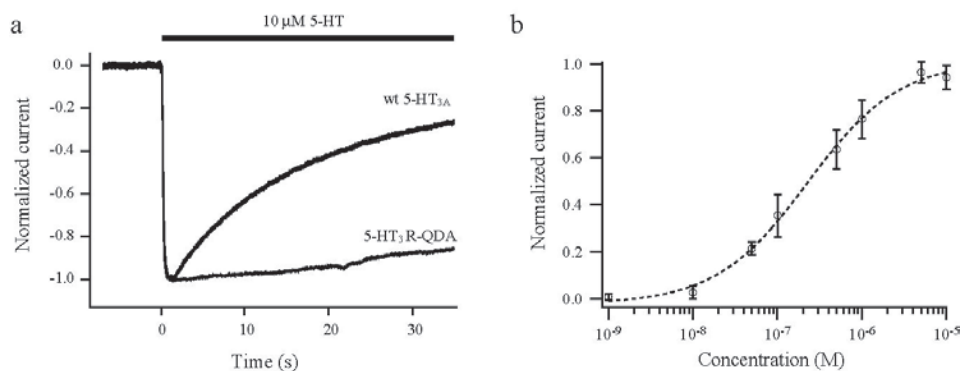 a
10 µM 5-HT
0.0
-0.2
-0.4
-0.6
-0.8
-1.0
Normalized current
wt 5-HT3A
5-HT3R-QDA
0 10 20 30
Time (s)
b
1.0
0.8
0.6
0.4
0.2
0.0
Normalized current
10⁻⁹ 10⁻⁸ 10⁻⁷ 10⁻⁶ 10⁻⁵
Concentration (M)